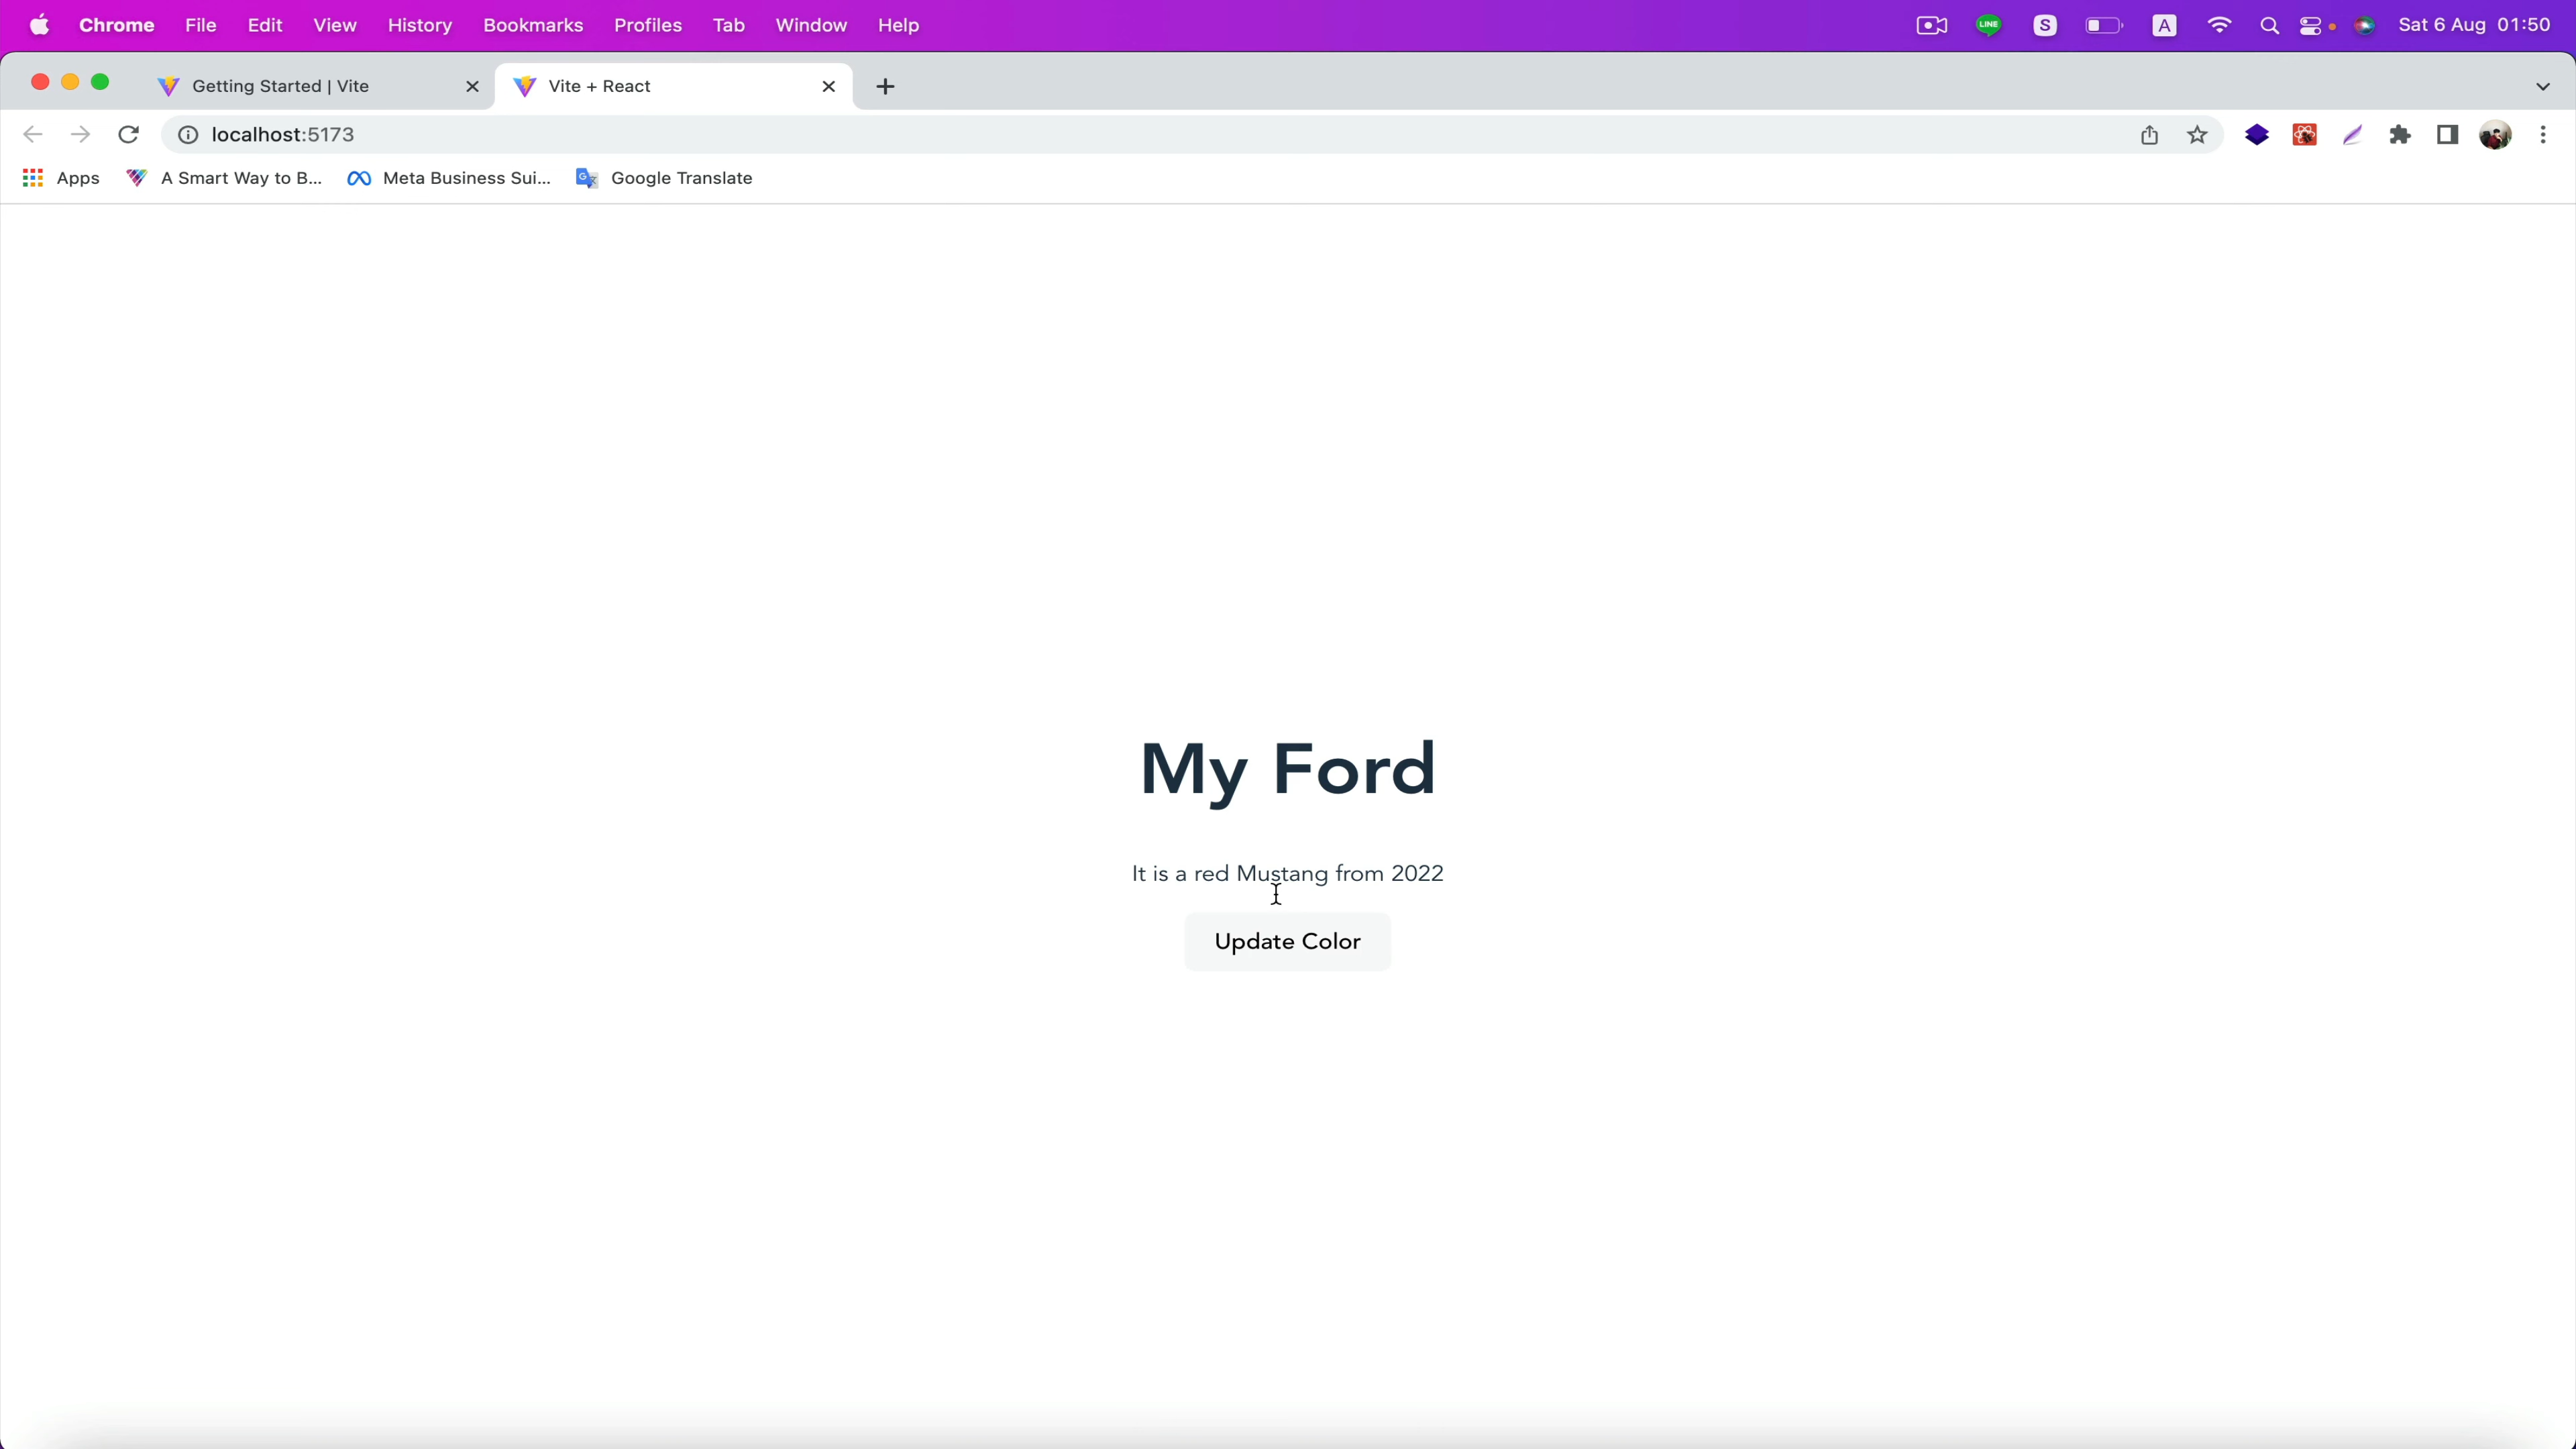 Chrome File Edit View History Bookmarks Profiles Tab Window Help LINE S A Sat 6 Aug 01:50
Getting Started | Vite Vite + React
localhost:5173
Apps A Smart Way to B... Meta Business Sui... Google Translate
My Ford
It is a red Mustang from 2022
Update Color